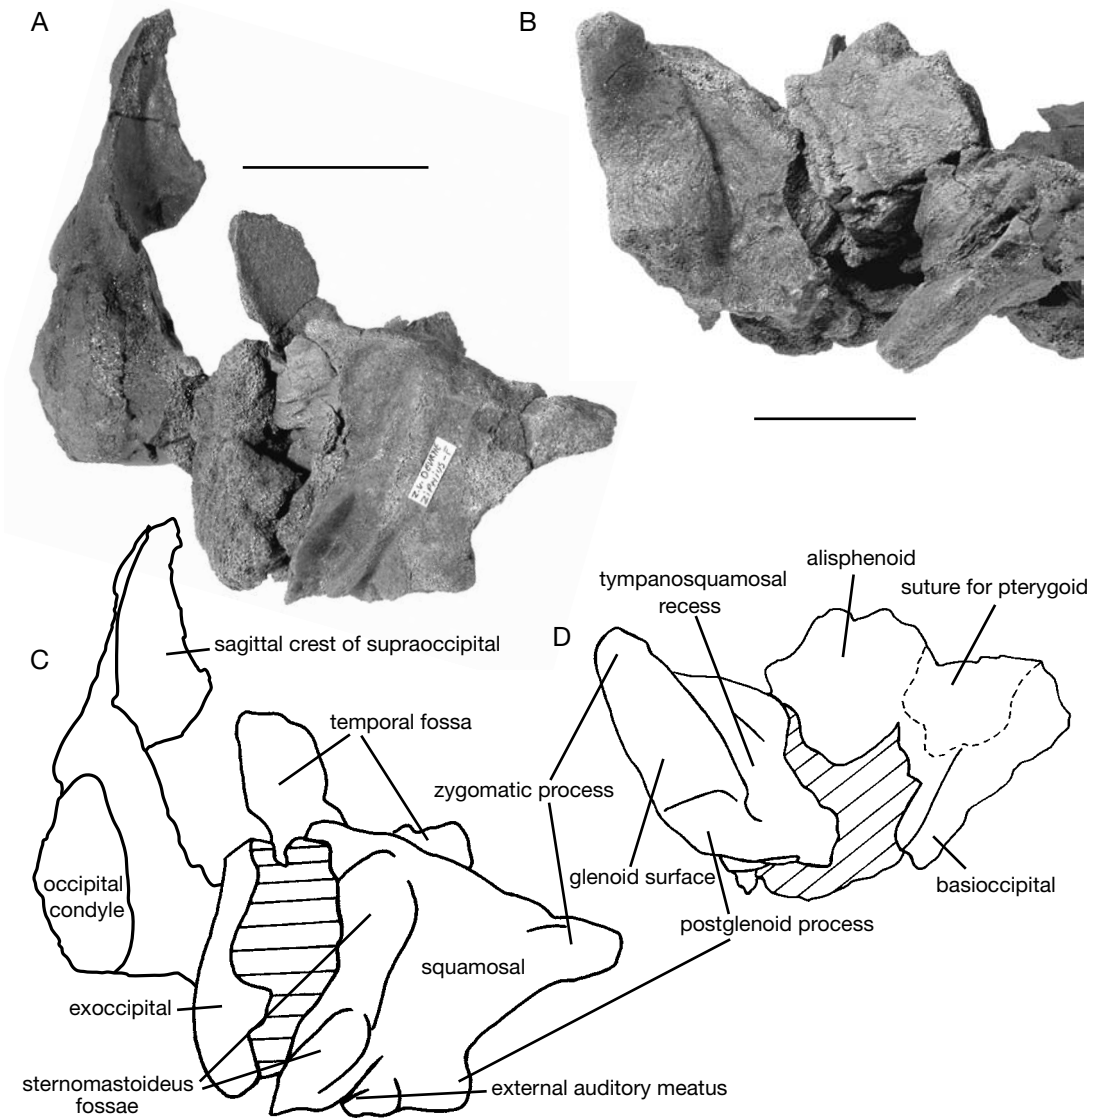 A
B
Z.V. DEURNE
alisphenoid
tympanosquamosal
recess
suture for pterygoid
C
sagittal crest of supraoccipital
D
temporal fossa
zygomatic process
occipital
condyle
glenoid surface
basioccipital
postglenoid process
squamosal
exoccipital
sternomastoideus
fossae
external auditory meatus